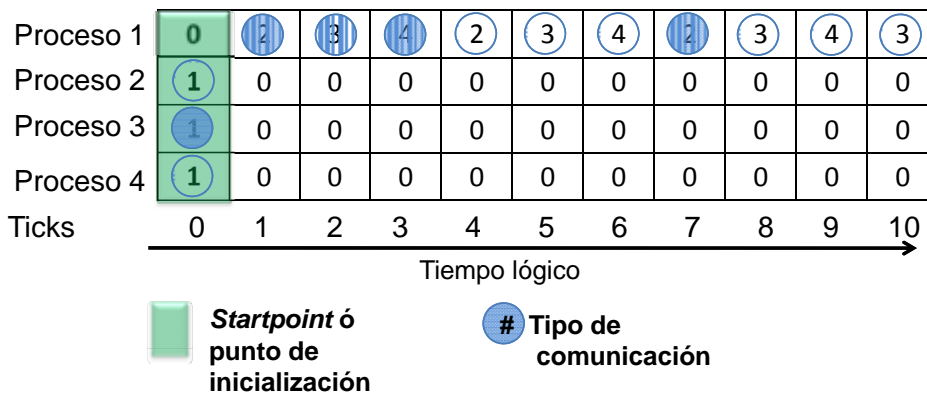 Proceso 1 0 2 3 4 2 3 4 2 3 4 3
Proceso 2 1 0 0 0 0 0 0 0 0 0 0
Proceso 3 1 0 0 0 0 0 0 0 0 0 0
Proceso 4 1 0 0 0 0 0 0 0 0 0 0
Ticks 0 1 2 3 4 5 6 7 8 9 10
Tiempo lógico
Startpoint ó
punto de
inicialización
# Tipo de
comunicación